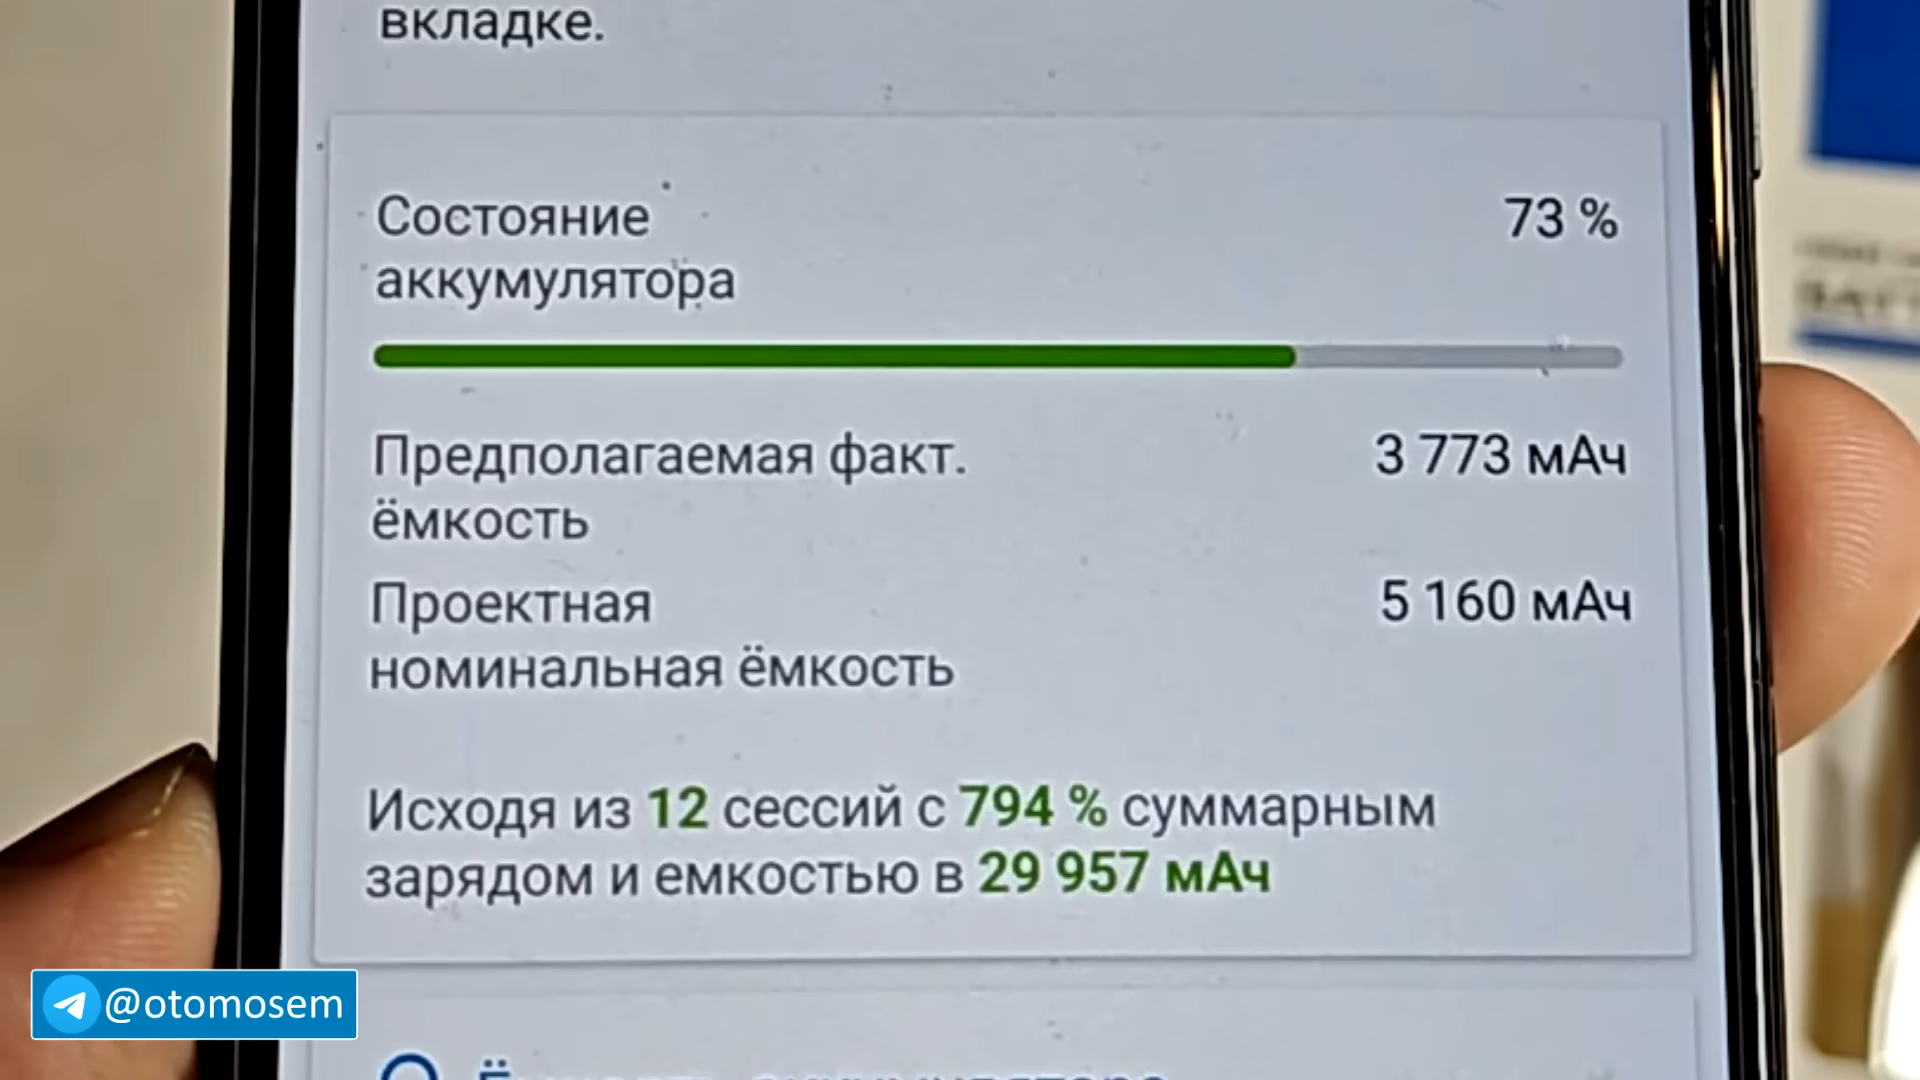 вкладке.
Состояние 73 %
аккумулятора
Предполагаемая факт. 3 773 мАч
ёмкость
Проектная 5 160 мАч
номинальная ёмкость
Исходя из 12 сессий с 794 % суммарным
зарядом и емкостью в 29 957 мАч
@otomosem